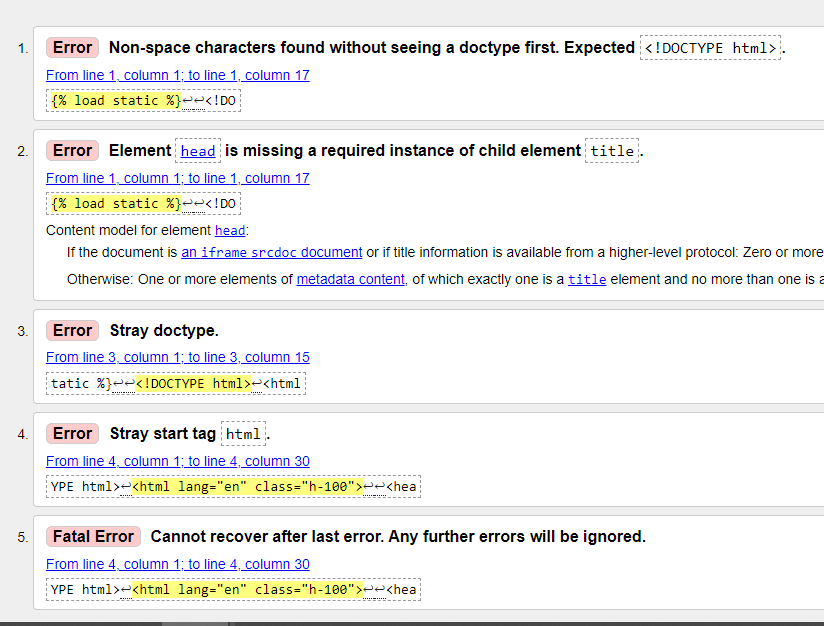 1. Error Non-space characters found without seeing a doctype first. Expected <!DOCTYPE html>.
From line 1, column 1; to line 1, column 17
{% load static %}↩↩<!DO
2. Error Element head is missing a required instance of child element title.
From line 1, column 1; to line 1, column 17
{% load static %}↩↩<!DO
Content model for element head:
If the document is an iframe srcdoc document or if title information is available from a higher-level protocol: Zero or more
Otherwise: One or more elements of metadata content, of which exactly one is a title element and no more than one is a
3. Error Stray doctype.
From line 3, column 1; to line 3, column 15
tatic %}↩↩<!DOCTYPE html>↩<html
4. Error Stray start tag html.
From line 4, column 1; to line 4, column 30
YPE html>↩<html lang="en" class="h-100">↩↩<hea
5. Fatal Error Cannot recover after last error. Any further errors will be ignored.
From line 4, column 1; to line 4, column 30
YPE html>↩<html lang="en" class="h-100">↩↩<hea